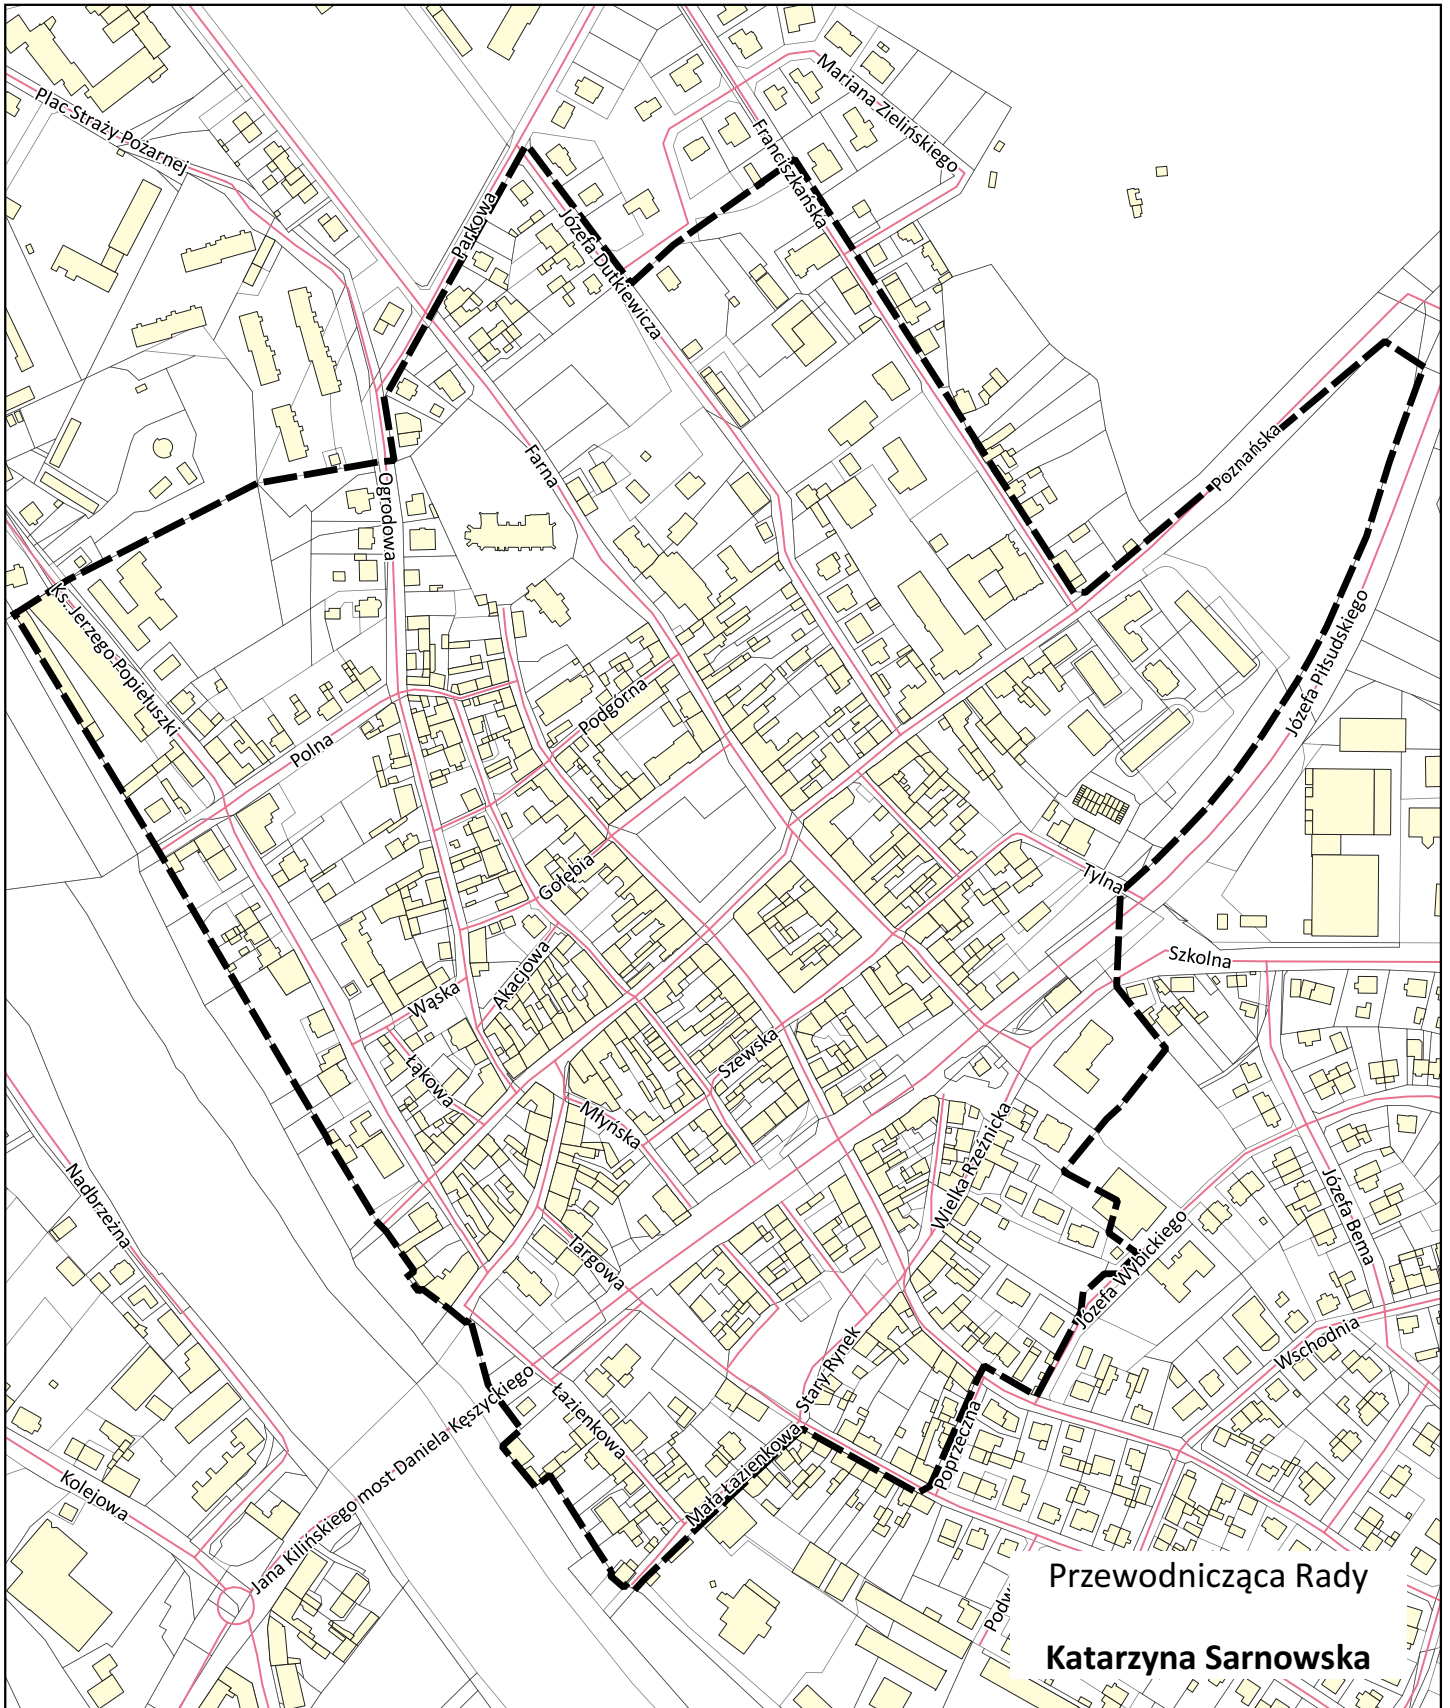 Mariana Zielińskiego
Plac Straży Pożarnej
Franciszkańska
Parkowa
Józefa Dutkiewicza
Poznańska
Farna
Ogrodowa
Ks. Jerzego Popiełuszki
Józefa Piłsudskiego
Podgórna
Polna
Gołębia
Tylna
Akacjowa
Szkolna
Wąska
Szewska
Łąkowa
Młyńska
Wielka Rzeźnicka
Nadbrzeżna
Józefa Bema
Targowa
Józefa Wybickiego
Wschodnia
Stary Rynek
Łazienkowa
Poprzeczna
Jana Kilińskiego most Daniela Kęszyckiego
Mała Łazienkowa
Kolejowa
Podw
Przewodnicząca Rady
Katarzyna Sarnowska